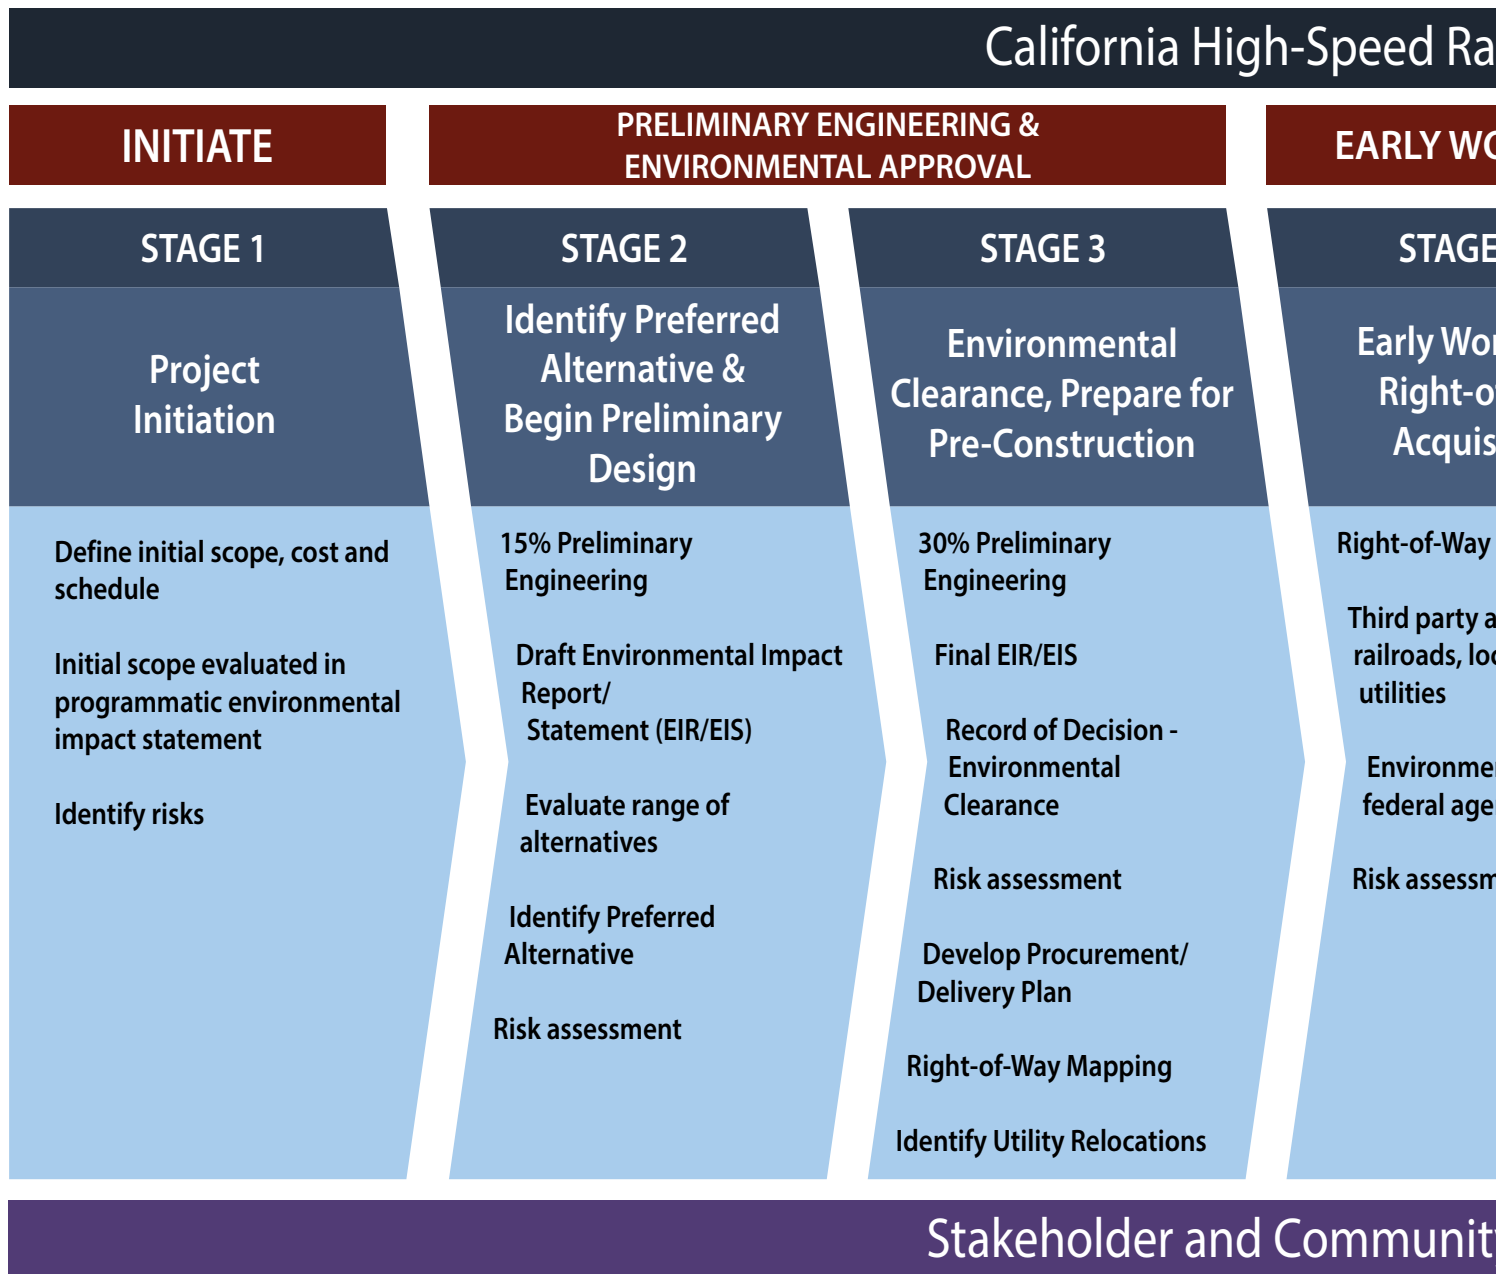 California High-Speed Ra
INITIATE
PRELIMINARY ENGINEERING &
ENVIRONMENTAL APPROVAL
EARLY WO
STAGE 1
Project
Initiation
Define initial scope, cost and
schedule
Initial scope evaluated in
programmatic environmental
impact statement
Identify risks
STAGE 2
Identify Preferred
Alternative &
Begin Preliminary
Design
15% Preliminary
Engineering
Draft Environmental Impact
Report/
Statement (EIR/EIS)
Evaluate range of
alternatives
Identify Preferred
Alternative
Risk assessment
STAGE 3
Environmental
Clearance, Prepare for
Pre-Construction
30% Preliminary
Engineering
Final EIR/EIS
Record of Decision -
Environmental
Clearance
Risk assessment
Develop Procurement/
Delivery Plan
Right-of-Way Mapping
Identify Utility Relocations
STAGE
Early Wor
Right-o
Acquis
Right-of-Way
Third party a
railroads, loc
utilities
Environme
federal age
Risk assessm
Stakeholder and Community